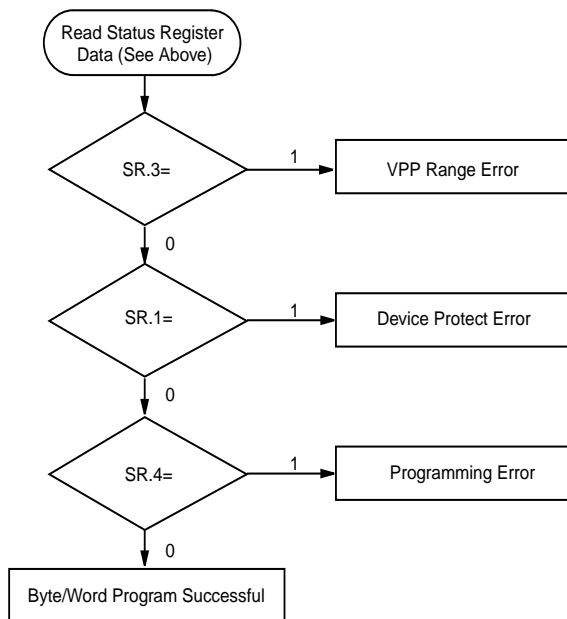 Read Status Register
Data (See Above)
SR.3=
1
VPP Range Error
0
SR.1=
1
Device Protect Error
0
SR.4=
1
Programming Error
0
Byte/Word Program Successful